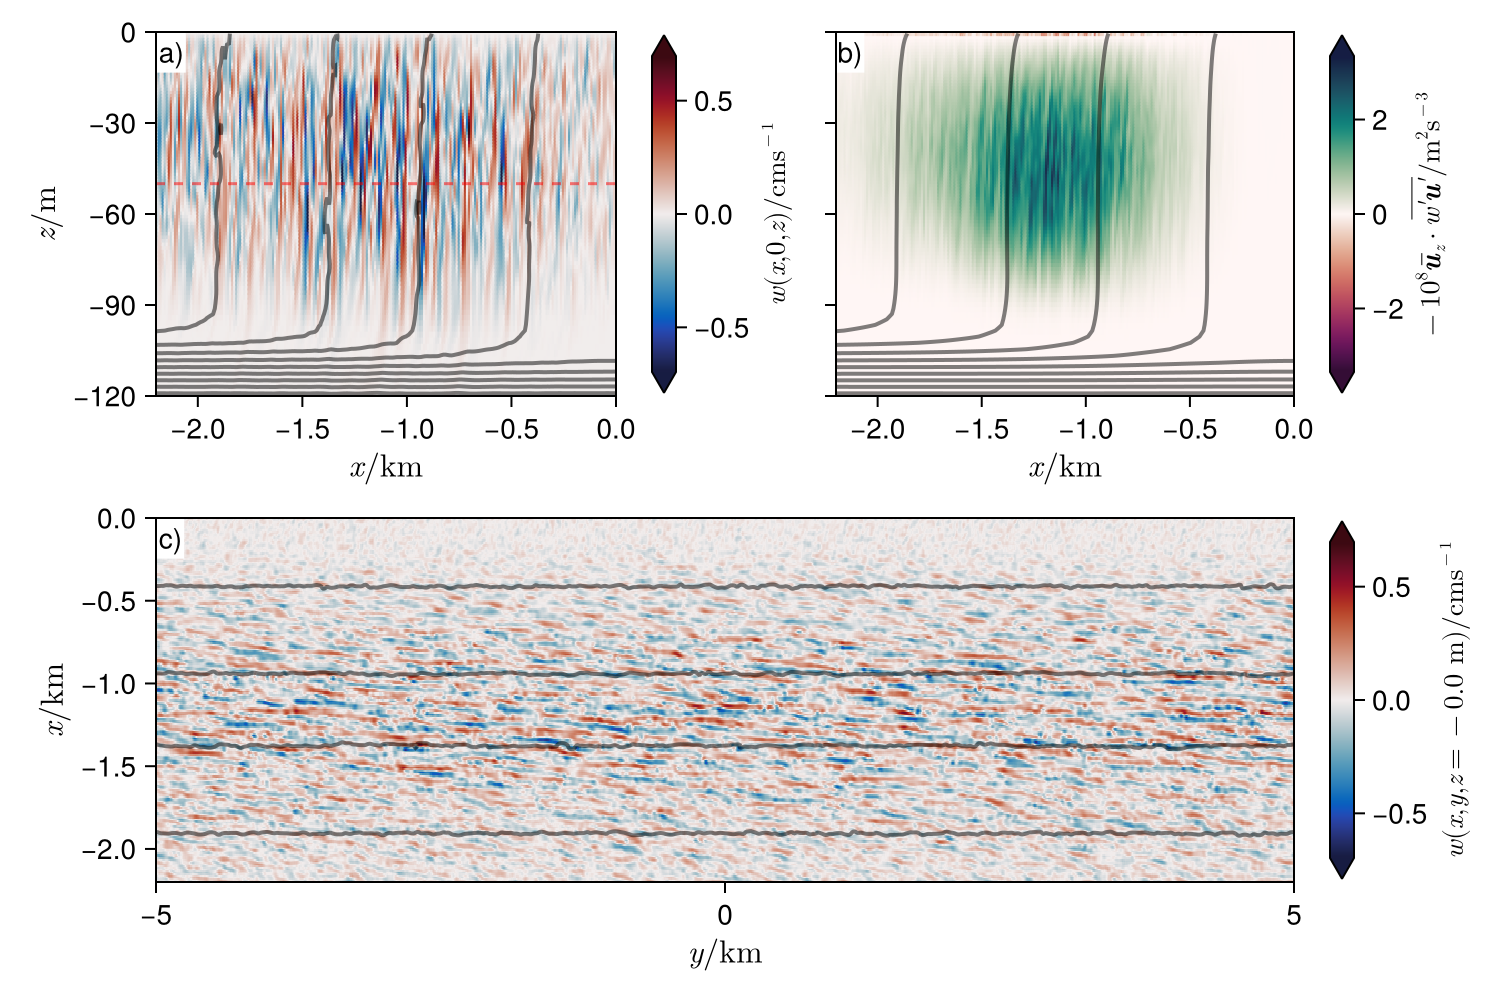 a)
0
−30
−60
−90
−120
z/m
−2.0
−1.5
−1.0
−0.5
0.0
x/km
0.5
0.0
−0.5
w(x,0,z)/cms⁻¹
b)
−2.0
−1.5
−1.0
−0.5
0.0
x/km
2
0
−2
− 10⁸ū_z · \overline{w'u'}/m²s⁻³
c)
0.0
−0.5
−1.0
−1.5
−2.0
x/km
−5
0
5
y/km
0.5
0.0
−0.5
w(x,y,z = − 0.0 m)/cms⁻¹